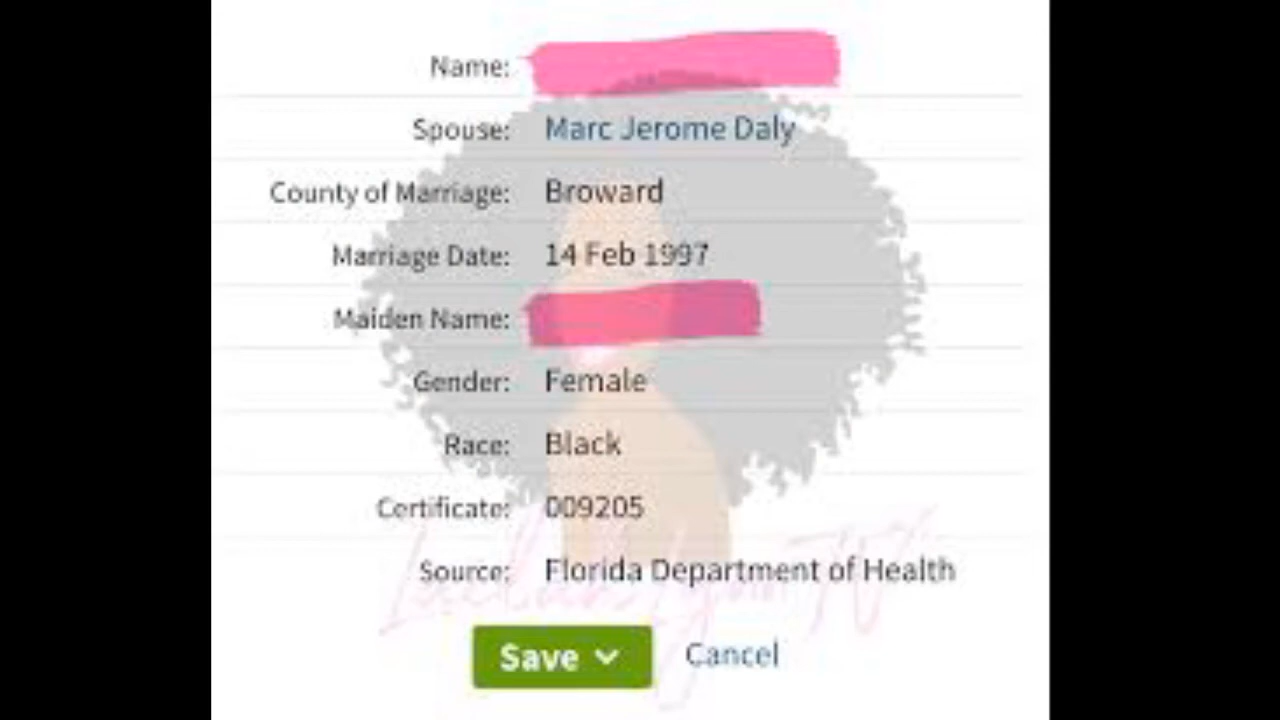 Name:
Spouse: Marc Jerome Daly
County of Marriage: Broward
Marriage Date: 14 Feb 1997
Maiden Name:
Gender: Female
Race: Black
Certificate: 009205
Source: Florida Department of Health
Save Cancel